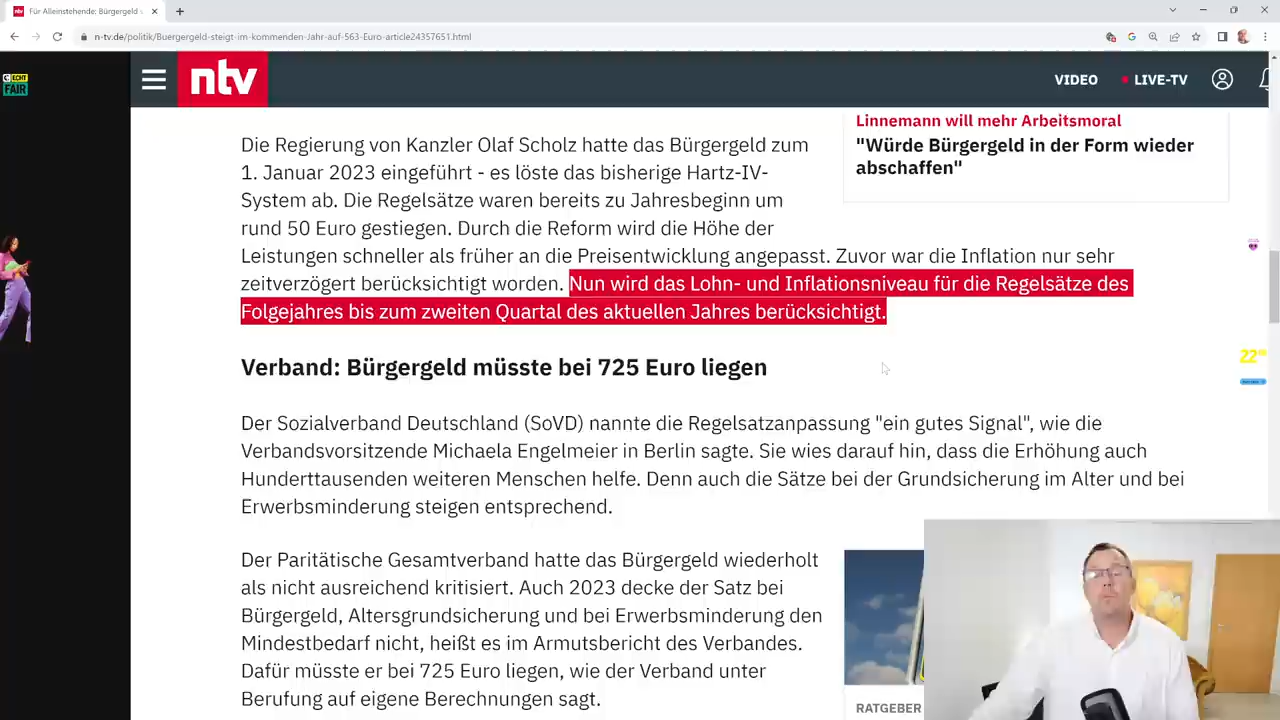 Für Alleinstehende: Bürgergeld
n-tv.de/politik/Buergergeld-steigt-im-kommenden-Jahr-auf-563-Euro-article24357651.html
ECHT
FAIR
ntv
VIDEO
LIVE-TV
Linnemann will mehr Arbeitsmoral
"Würde Bürgergeld in der Form wieder
abschaffen"
Die Regierung von Kanzler Olaf Scholz hatte das Bürgergeld zum
1. Januar 2023 eingeführt - es löste das bisherige Hartz-IV-
System ab. Die Regelsätze waren bereits zu Jahresbeginn um
rund 50 Euro gestiegen. Durch die Reform wird die Höhe der
Leistungen schneller als früher an die Preisentwicklung angepasst. Zuvor war die Inflation nur sehr
zeitverzögert berücksichtigt worden. Nun wird das Lohn- und Inflationsniveau für die Regelsätze des
Folgejahres bis zum zweiten Quartal des aktuellen Jahres berücksichtigt.
Verband: Bürgergeld müsste bei 725 Euro liegen
Der Sozialverband Deutschland (SoVD) nannte die Regelsatzanpassung "ein gutes Signal", wie die
Verbandsvorsitzende Michaela Engelmeier in Berlin sagte. Sie wies darauf hin, dass die Erhöhung auch
Hunderttausenden weiteren Menschen helfe. Denn auch die Sätze bei der Grundsicherung im Alter und bei
Erwerbsminderung steigen entsprechend.
Der Paritätische Gesamtverband hatte das Bürgergeld wiederholt
als nicht ausreichend kritisiert. Auch 2023 decke der Satz bei
Bürgergeld, Altersgrundsicherung und bei Erwerbsminderung den
Mindestbedarf nicht, heißt es im Armutsbericht des Verbandes.
Dafür müsste er bei 725 Euro liegen, wie der Verband unter
Berufung auf eigene Berechnungen sagt.
RATGEBER